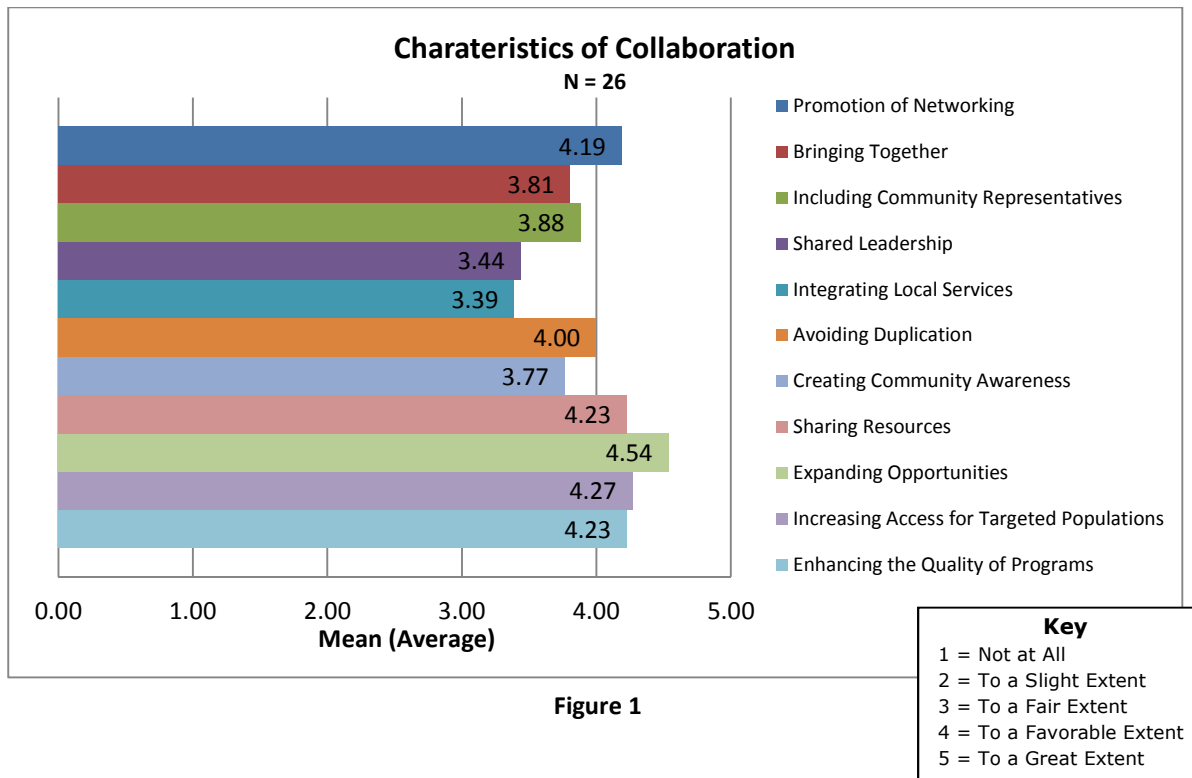 Charateristics of Collaboration
N = 26
4.19
3.81
3.88
3.44
3.39
4.00
3.77
4.23
4.54
4.27
4.23
Promotion of Networking
Bringing Together
Including Community Representatives
Shared Leadership
Integrating Local Services
Avoiding Duplication
Creating Community Awareness
Sharing Resources
Expanding Opportunities
Increasing Access for Targeted Populations
Enhancing the Quality of Programs
0.00 1.00 2.00 3.00 4.00 5.00
Mean (Average)
Key
1 = Not at All
2 = To a Slight Extent
3 = To a Fair Extent
4 = To a Favorable Extent
5 = To a Great Extent
Figure 1